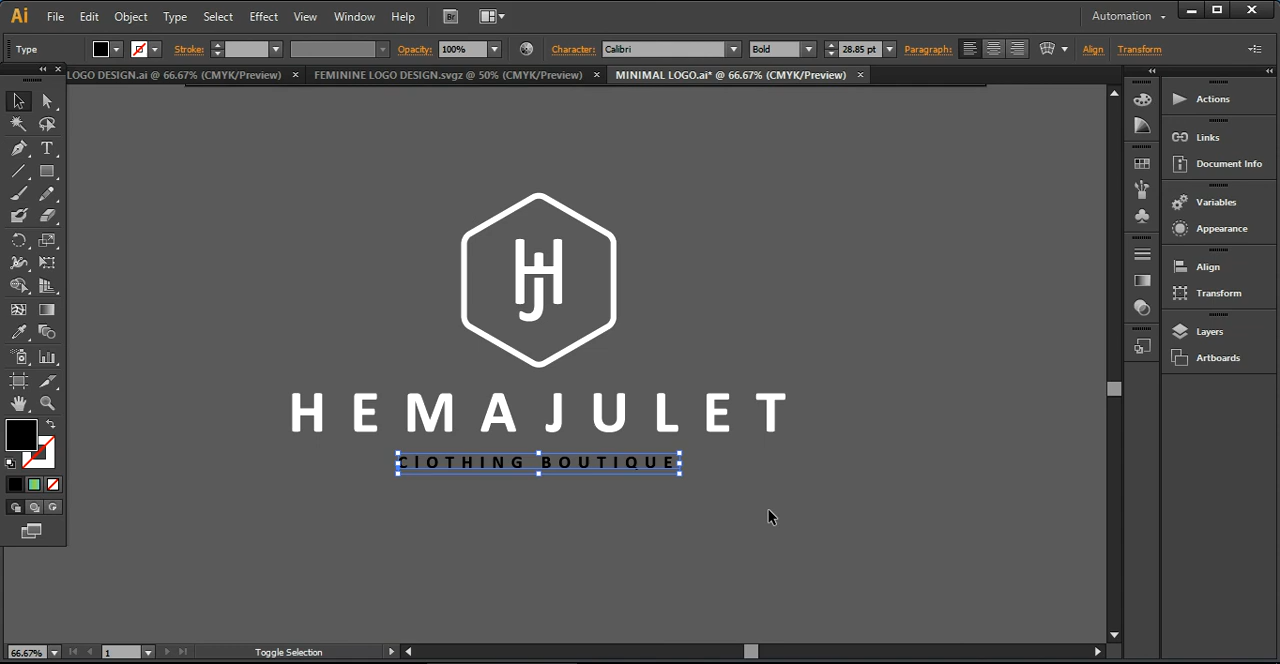 Ai File Edit Object Type Select Effect View Window Help Br Automation
Type Stroke: Opacity: 100% Character: Calibri Bold 28.85 pt Paragraph: Align Transform
LOGO DESIGN.ai @ 66.67% (CMYK/Preview) FEMININE LOGO DESIGN.svgz @ 50% (CMYK/Preview) MINIMAL LOGO.ai* @ 66.67% (CMYK/Preview)
Actions
Links
Document Info
Variables
Appearance
Align
Transform
Layers
Artboards
HJ
HEMAJULET
ClOTHING BOUTIQUE
66.67% 1 Toggle Selection